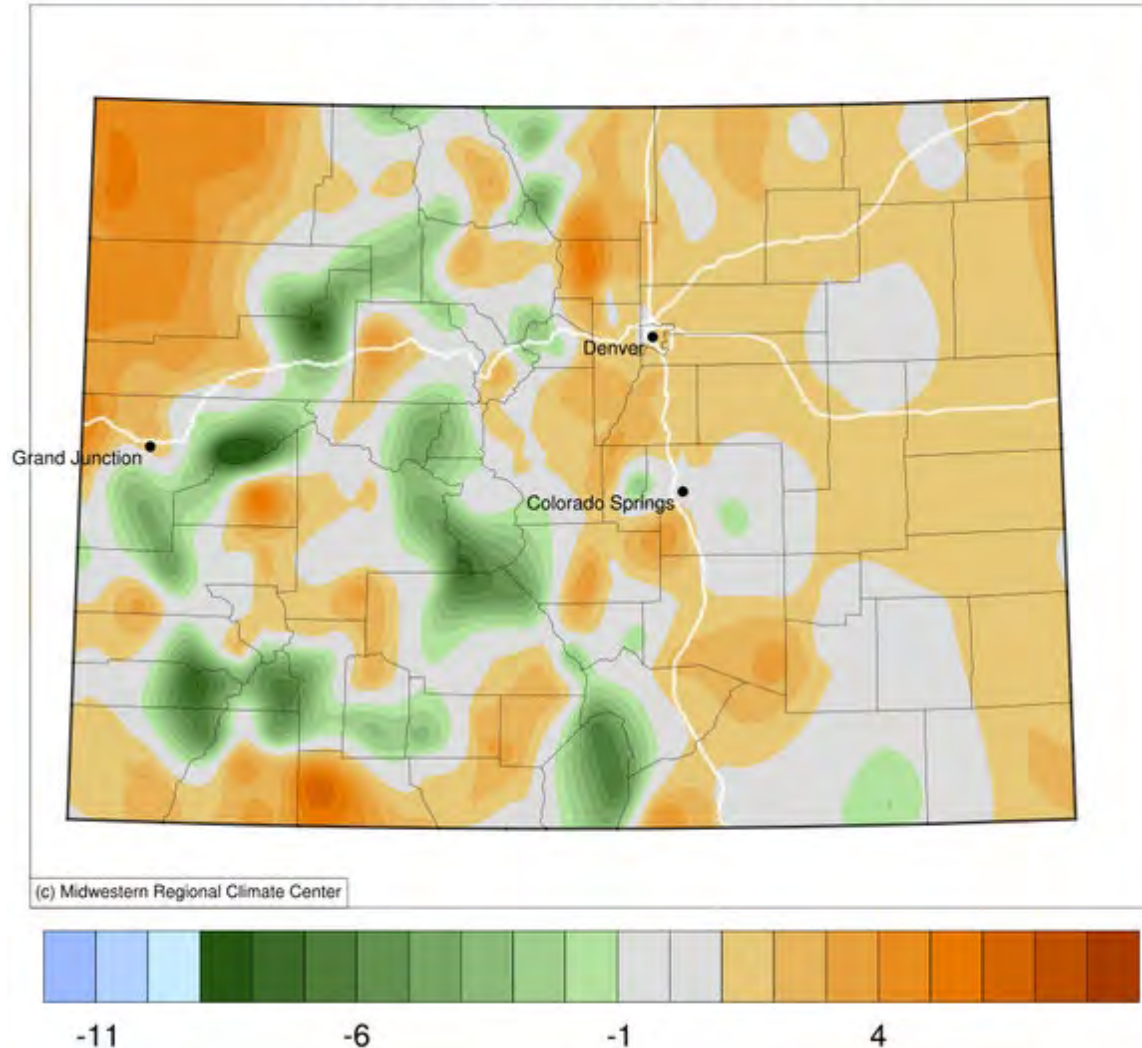 Denver
Grand Junction
Colorado Springs
(c) Midwestern Regional Climate Center
-11 -6 -1 4